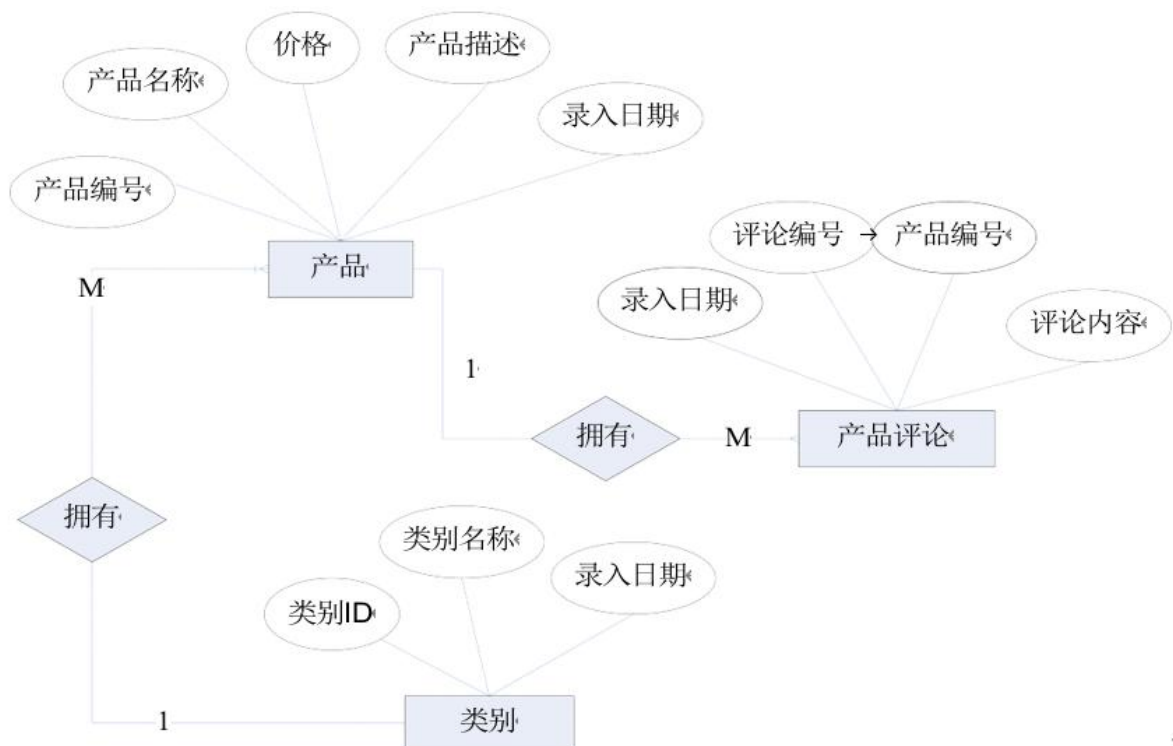 价格
产品描述
产品名称
录入日期
产品编号
评论编号
产品编号
产品
M
录入日期
评论内容
1
拥有
M
产品评论
拥有
类别名称
录入日期
类别ID
1
类别